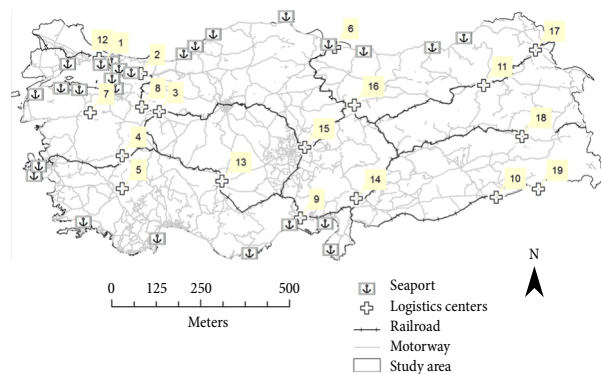 12 1 2 6 17
7 8 3 16 11
4 15 18
5 13 14 10 19
9
N
0 125 250 500
Meters
Seaport
Logistics centers
Railroad
Motorway
Study area